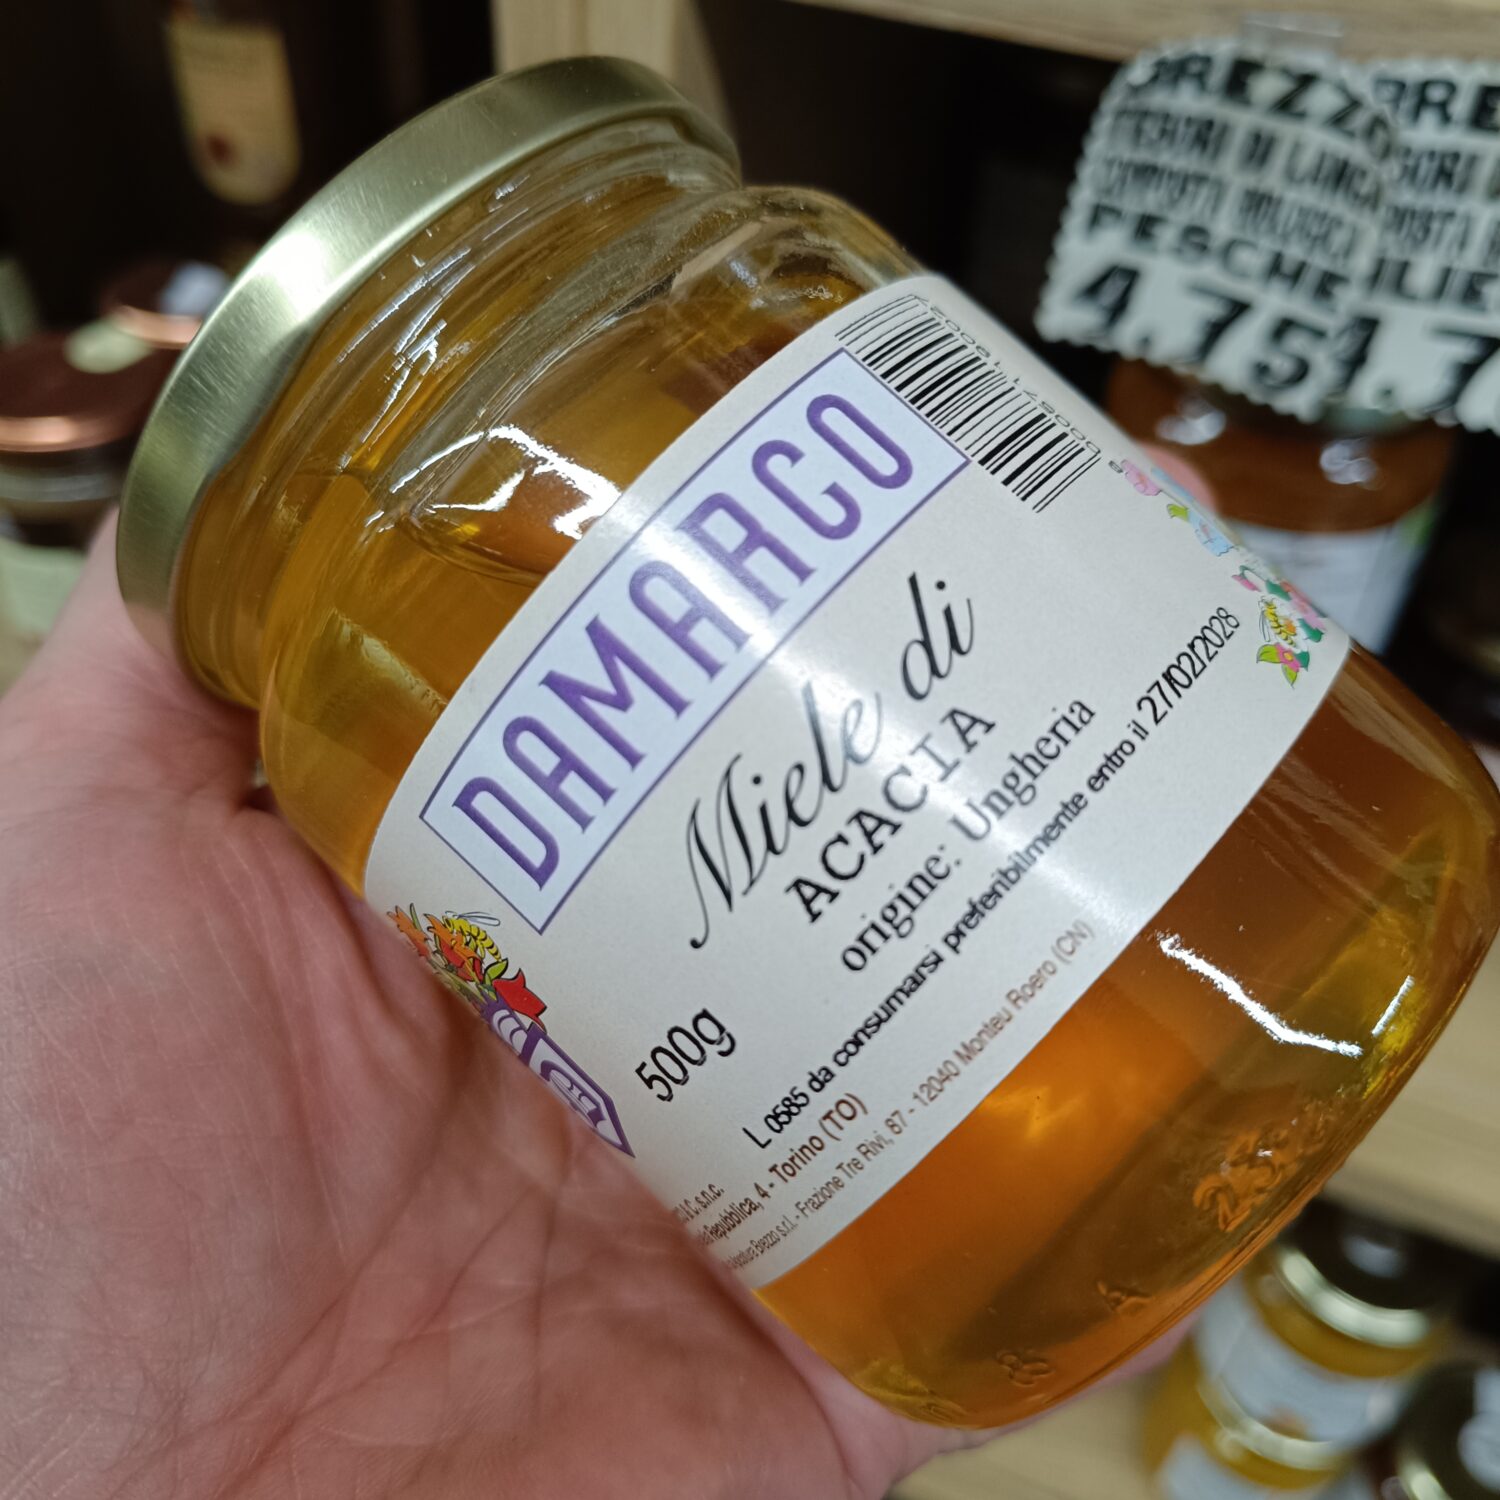 DAMARCO
Miele di
ACACIA
origine: Ungheria
500g
L 0585 da consumarsi preferibilmente entro il 27/02/2028
& C. s.n.c.
Repubblica, 4 - Torino (TO)
Brezzo s.r.l. - Frazione Tre Rivi, 87 - 12040 Monteu Roero (CN)
PESCHE
4.75